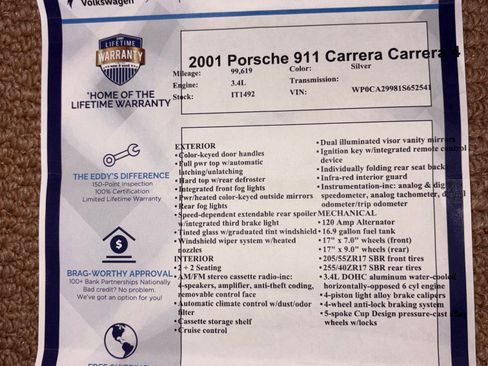 Volkswagen
LIFETIME
WARRANTY
*HOME OF THE
LIFETIME WARRANTY
THE EDDY'S DIFFERENCE
150-Point Inspection
100% Certification
Limited Lifetime Warranty
BRAG-WORTHY APPROVAL
100+ Bank Partnerships Nationally
Bad credit? No problem.
We've got an option for you!
FREE SHIPPING
2001 Porsche 911 Carrera Carrera 4
Mileage: 99,619 Color: Silver
Engine: 3.4L Transmission:
Stock: IT1492 VIN: WP0CA29981S652541
EXTERIOR
• Color-keyed door handles
• Full pwr top w/automatic
latching/unlatching
• Hard top w/rear defroster
• Integrated front fog lights
• Pwr/heated color-keyed outside mirrors
• Rear fog lights
• Speed-dependent extendable rear spoiler
w/integrated third brake light
• Tinted glass w/gradated tint windshield
• Windshield wiper system w/heated
nozzles
INTERIOR
• 2 + 2 Seating
• AM/FM stereo cassette radio-inc:
4-speakers, amplifier, anti-theft coding,
removable control face
• Automatic climate control w/dust/odor
filter
• Cassette storage shelf
• Cruise control
• Dual illuminated visor vanity mirrors
• Ignition key w/integrated remote control
device
• Individually folding rear seat backs
• Infra-red interior guard
• Instrumentation-inc: analog & digital
speedometer, analog tachometer, digital
odometer/trip odometer
MECHANICAL
• 120 Amp Alternator
• 16.9 gallon fuel tank
• 17" x 7.0" wheels (front)
• 17" x 9.0" wheels (rear)
• 205/55ZR17 SBR front tires
• 255/40ZR17 SBR rear tires
• 3.4L DOHC aluminum water-cooled
horizontally-opposed 6 cyl engine
• 4-piston light alloy brake calipers
• 4-wheel anti-lock braking system
• 5-spoke Cup Design pressure-cast alloy
wheels w/locks